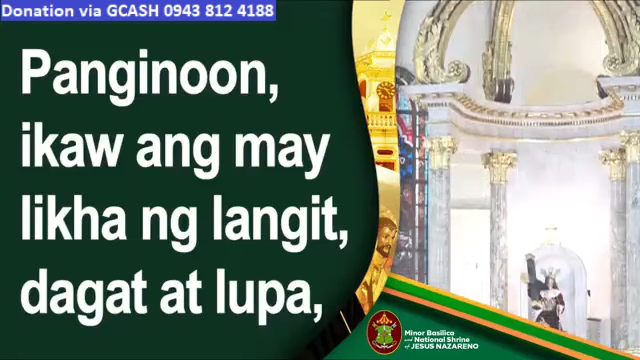 Donation via GCASH 0943 812 4188
Panginoon,
ikaw ang may
likha ng langit,
dagat at lupa,
Minor Basilica
and National Shrine
of JESUS NAZARENO